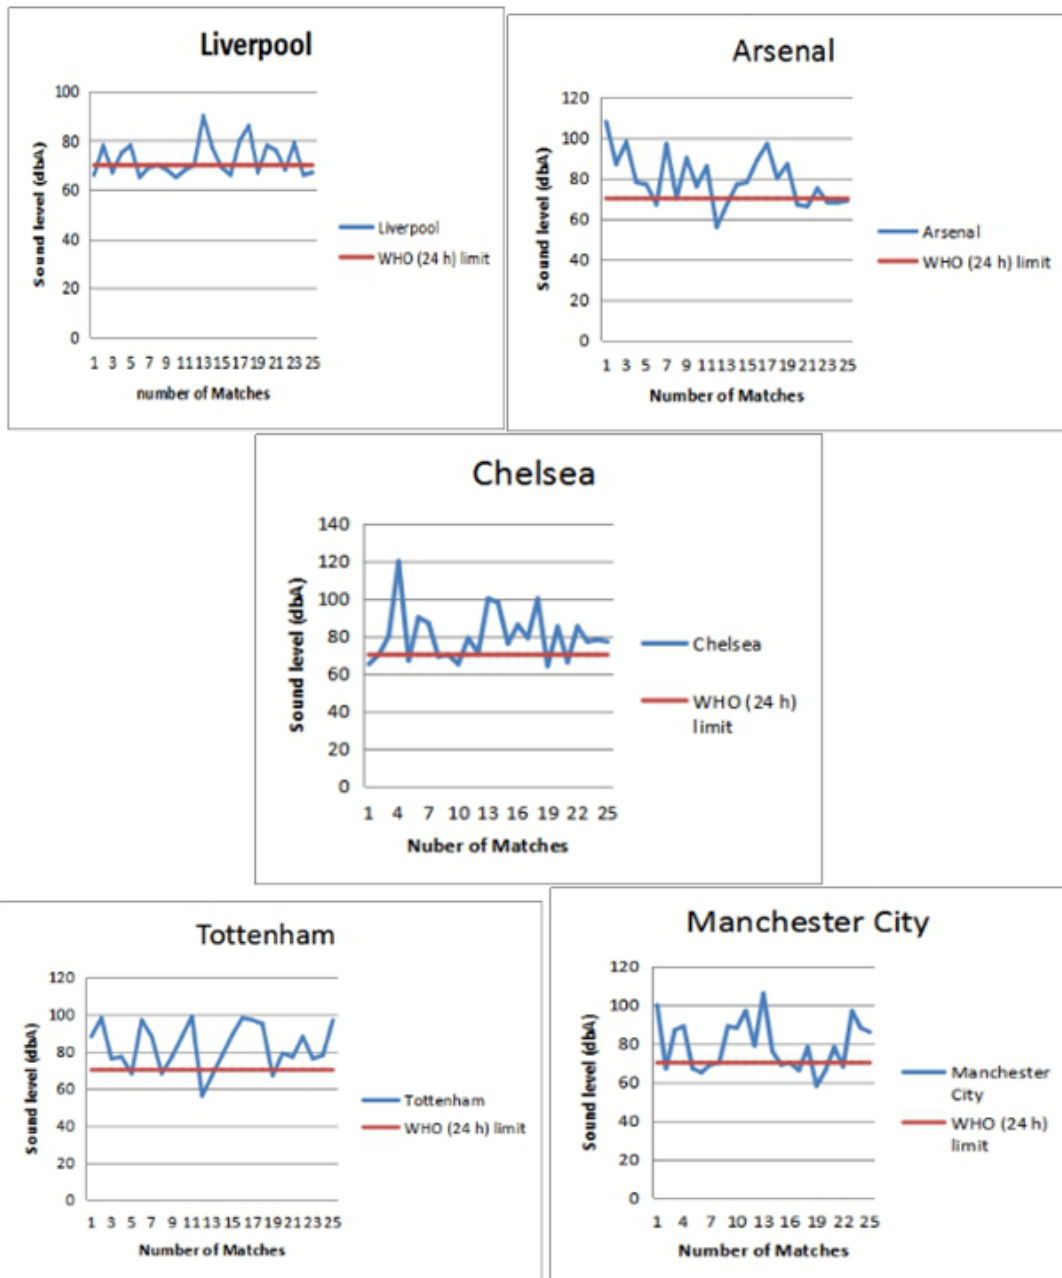 Liverpool
100
80
60
40
20
0
Sound level (dbA)
1 3 5 7 9 11 13 15 17 19 21 23 25
number of Matches
Liverpool
WHO (24 h) limit
Arsenal
120
100
80
60
40
20
0
Sound level (dbA)
1 3 5 7 9 11 13 15 17 19 21 23 25
Number of Matches
Arsenal
WHO (24 h) limit
Chelsea
140
120
100
80
60
40
20
0
Sound level (dbA)
1 4 7 10 13 16 19 22 25
Nuber of Matches
Chelsea
WHO (24 h)
limit
Tottenham
120
100
80
60
40
20
0
Sound level (dbA)
1 3 5 7 9 11 13 15 17 19 21 23 25
Number of Matches
Tottenham
WHO (24 h) limit
Manchester City
120
100
80
60
40
20
0
Sound level (dbA)
1 4 7 10 13 16 19 22 25
Number of Matches
Manchester
City
WHO (24 h)
limit